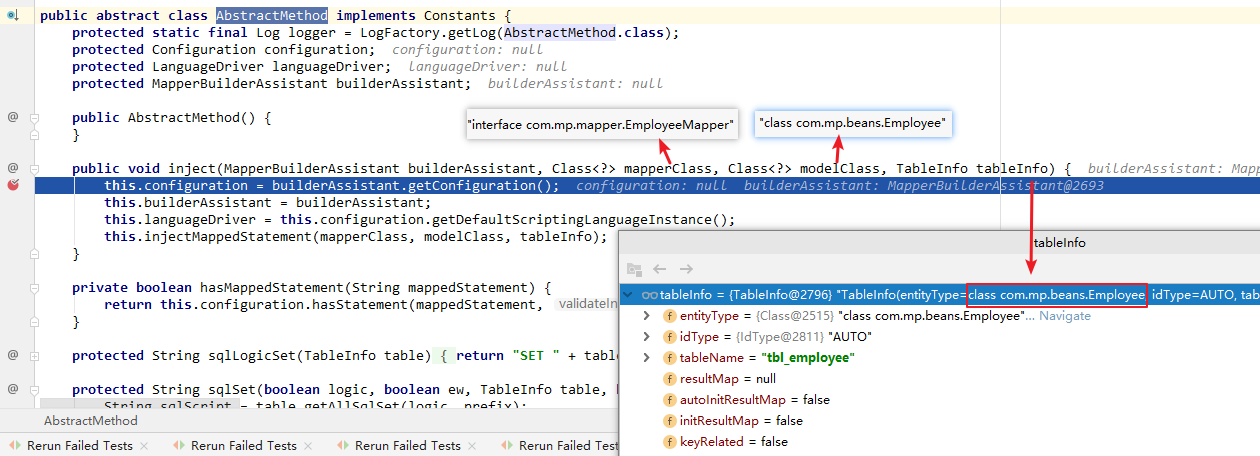 public abstract class AbstractMethod implements Constants {
protected static final Log logger = LogFactory.getLog(AbstractMethod.class);
protected Configuration configuration; configuration: null
protected LanguageDriver languageDriver; languageDriver: null
protected MapperBuilderAssistant builderAssistant; builderAssistant: null
public AbstractMethod() {
}
"interface com.mp.mapper.EmployeeMapper"
"class com.mp.beans.Employee"
public void inject(MapperBuilderAssistant builderAssistant, Class<?> mapperClass, Class<?> modelClass, TableInfo tableInfo) { builderAssistant: Mapp
this.configuration = builderAssistant.getConfiguration(); configuration: null builderAssistant: MapperBuilderAssistant@2693
this.builderAssistant = builderAssistant;
this.languageDriver = this.configuration.getDefaultScriptingLanguageInstance();
this.injectMappedStatement(mapperClass, modelClass, tableInfo);
}
private boolean hasMappedStatement(String mappedStatement) {
return this.configuration.hasStatement(mappedStatement, validateIn
}
protected String sqlLogicSet(TableInfo table) { return "SET " + table
protected String sqlSet(boolean logic, boolean ew, TableInfo table,
String sqlScript = table.getAllSqlSet(logic, prefix);
AbstractMethod
Rerun Failed Tests
Rerun Failed Tests
Rerun Failed Tests
Rerun Failed Tests
tableInfo
tableInfo = {TableInfo@2796} "TableInfo(entityType=class com.mp.beans.Employee, idType=AUTO, tab
entityType = {Class@2515} "class com.mp.beans.Employee"... Navigate
idType = {IdType@2811} "AUTO"
tableName = "tbl_employee"
resultMap = null
autoInitResultMap = false
initResultMap = false
keyRelated = false